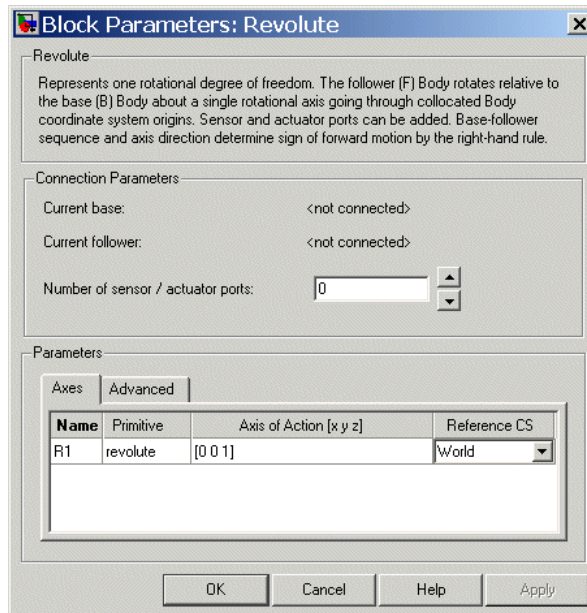 Block Parameters: Revolute
Revolute
Represents one rotational degree of freedom. The follower (F) Body rotates relative to
the base (B) Body about a single rotational axis going through collocated Body
coordinate system origins. Sensor and actuator ports can be added. Base-follower
sequence and axis direction determine sign of forward motion by the right-hand rule.
Connection Parameters
Current base: <not connected>
Current follower: <not connected>
Number of sensor / actuator ports: 0
Parameters
Axes Advanced
Name Primitive Axis of Action [x y z] Reference CS
R1 revolute [0 0 1] World
OK Cancel Help Apply